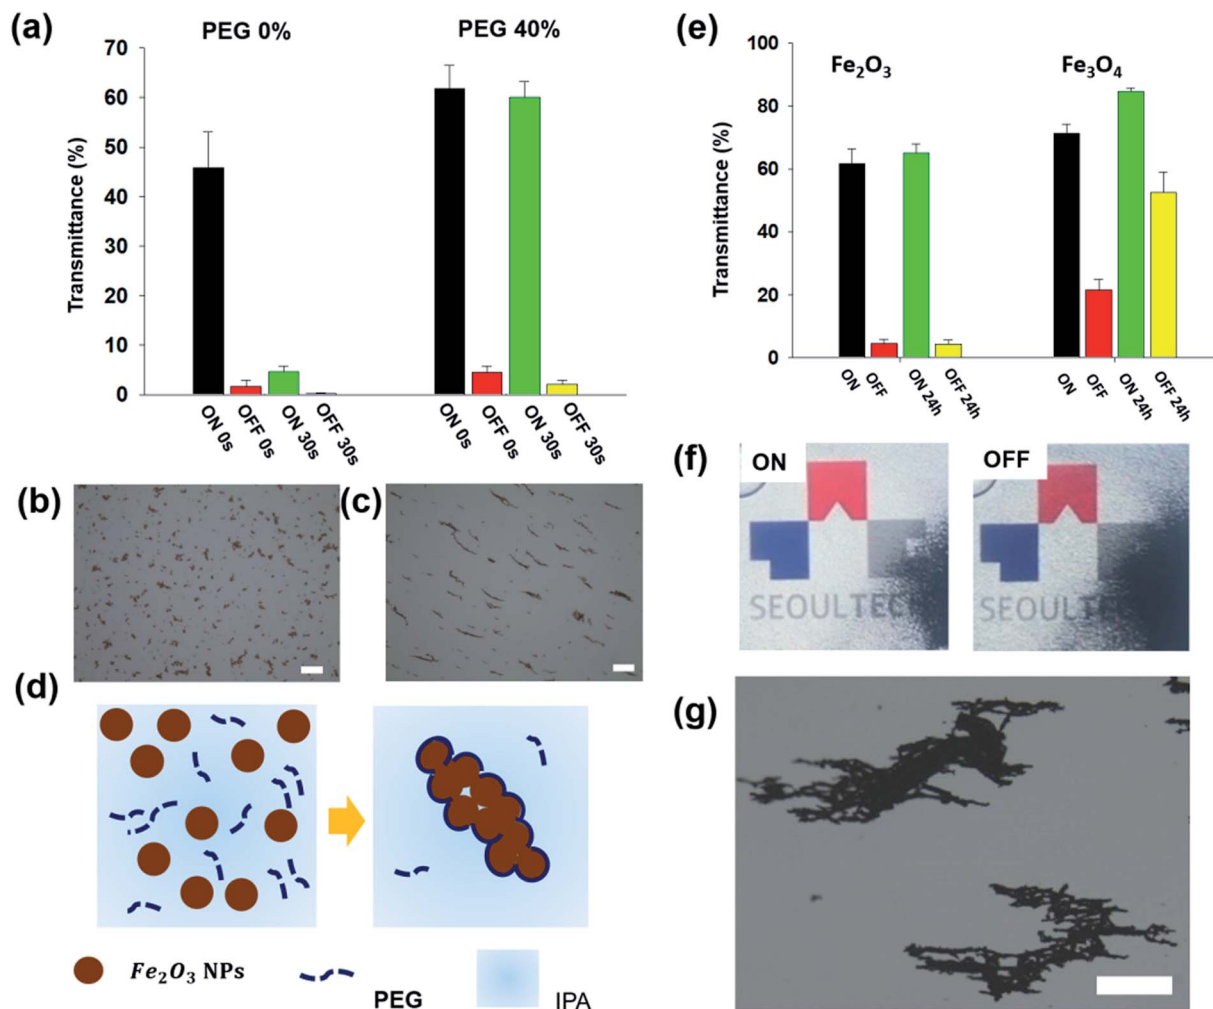 (a)
PEG 0%
PEG 40%
Transmittance (%)
70
60
50
40
30
20
10
0
ON 0s
OFF 0s
ON 30s
OFF 30s
ON 0s
OFF 0s
ON 30s
OFF 30s
(e)
Fe₂O₃
Fe₃O₄
Transmittance (%)
100
80
60
40
20
0
ON
OFF
ON 24h
OFF 24h
ON
OFF
ON 24h
OFF 24h
(b)
(c)
(f)
ON
SEOULTECH
OFF
SEOULTECH
(d)
Fe₂O₃ NPs
PEG
IPA
(g)